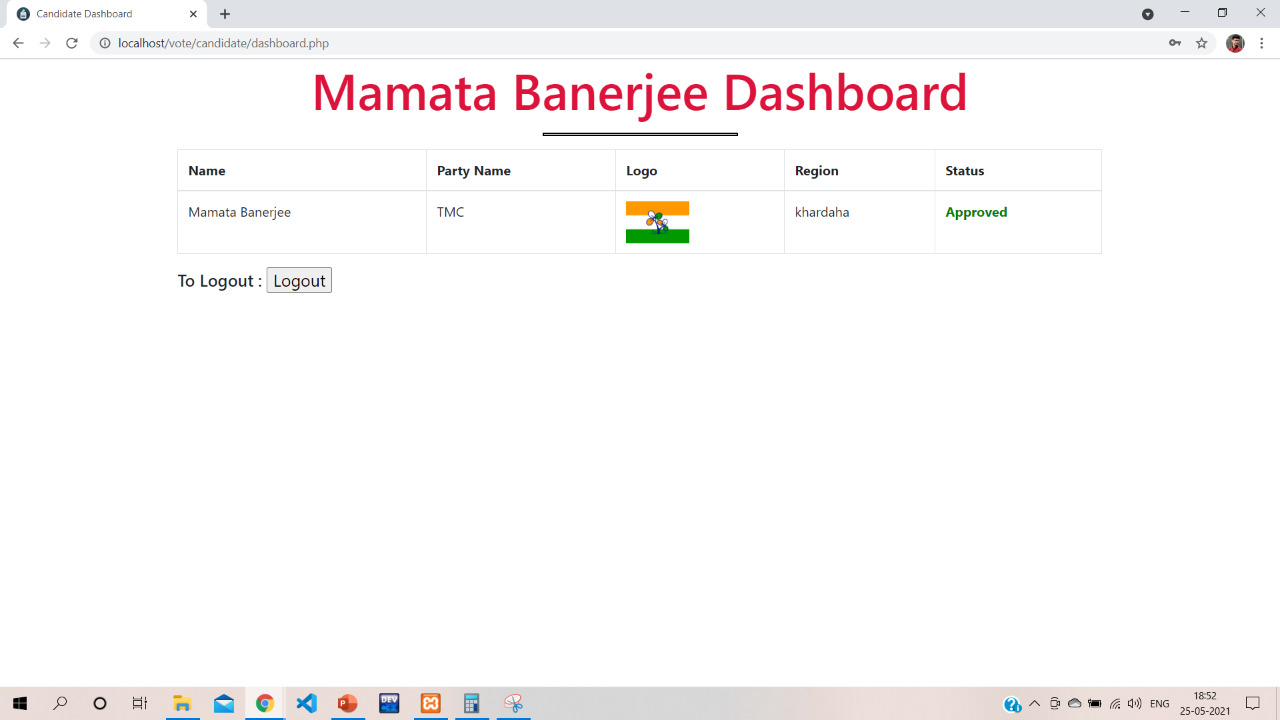 Candidate Dashboard
localhost/vote/candidate/dashboard.php
Mamata Banerjee Dashboard
Name Party Name Logo Region Status
Mamata Banerjee TMC khardaha Approved
To Logout : Logout
DEV
ENG
18:52
25-05-2021